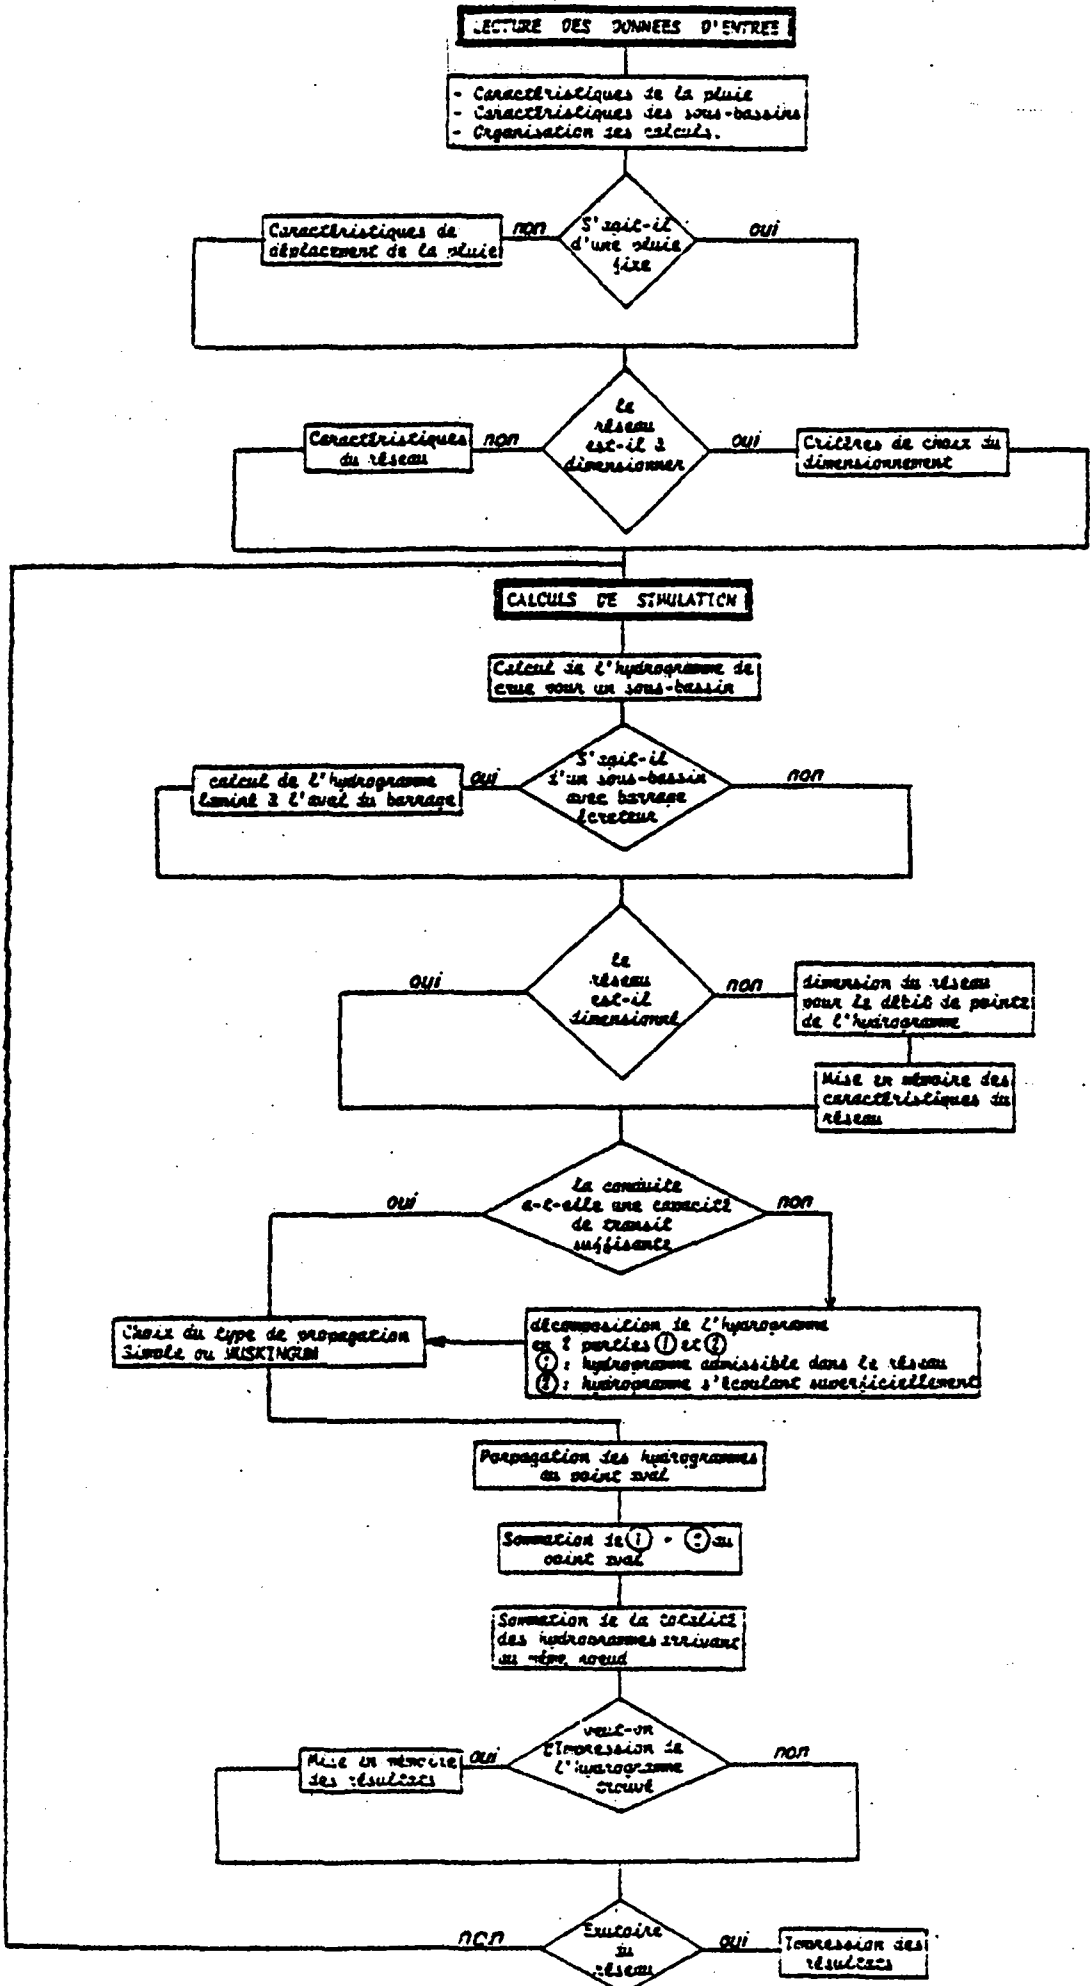 LECTURE DES DONNEES D'ENTREE
- Caractéristiques de la pluie
- Caractéristiques des sous-bassins
- Organisation des calculs.
S'agit-il
d'une pluie
fixe
non
oui
Caractéristiques de
déplacement de la pluie
le
réseau
est-il à
dimensionner
non
oui
Caractéristiques
du réseau
Critères de choix du
dimensionnement
CALCULS DE SIMULATION
Calcul de l'hydrogramme de
crue pour un sous-bassin
S'agit-il
d'un sous-bassin
avec barrage
écreteur
oui
non
calcul de l'hydrogramme
laminé à l'aval du barrage
le
réseau
est-il
dimensionné
oui
non
dimension du réseau
pour le débit de pointe
de l'hydrogramme
Mise en mémoire des
caractéristiques du
réseau
la conduite
a-t-elle une capacité
de transit
suffisante
oui
non
Choix du type de propagation
Simple ou MUSKINGUM
décomposition de l'hydrogramme
en 2 parties ① et ②
① : hydrogramme admissible dans le réseau
② : hydrogramme s'écoulant superficiellement
Porpagation des hydrogrammes
au point aval
Sommation de ① + ② au
point aval
Sommation de la totalité
des hydrogrammes arrivant
au même noeud
veut-on
l'Impression de
l'hydrogramme
trouvé
oui
non
Mise en mémoire
des résultats
Exutoire
du
réseau
non
oui
Impression des
résultats